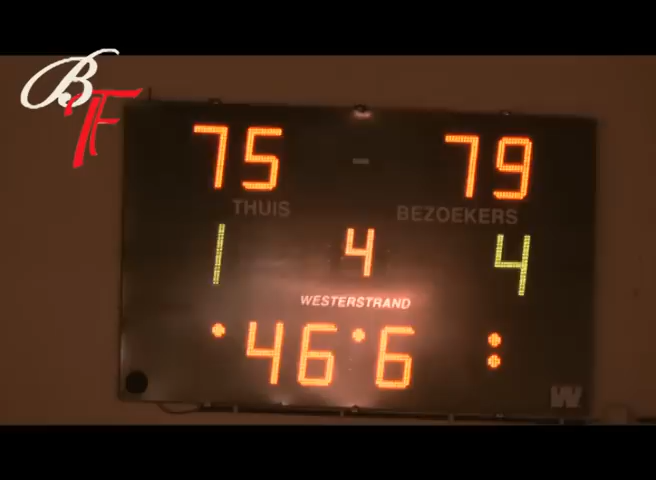 BF
75 - 79
THUIS BEZOEKERS
1 4 4
WESTERSTRAND
46.6 :
W